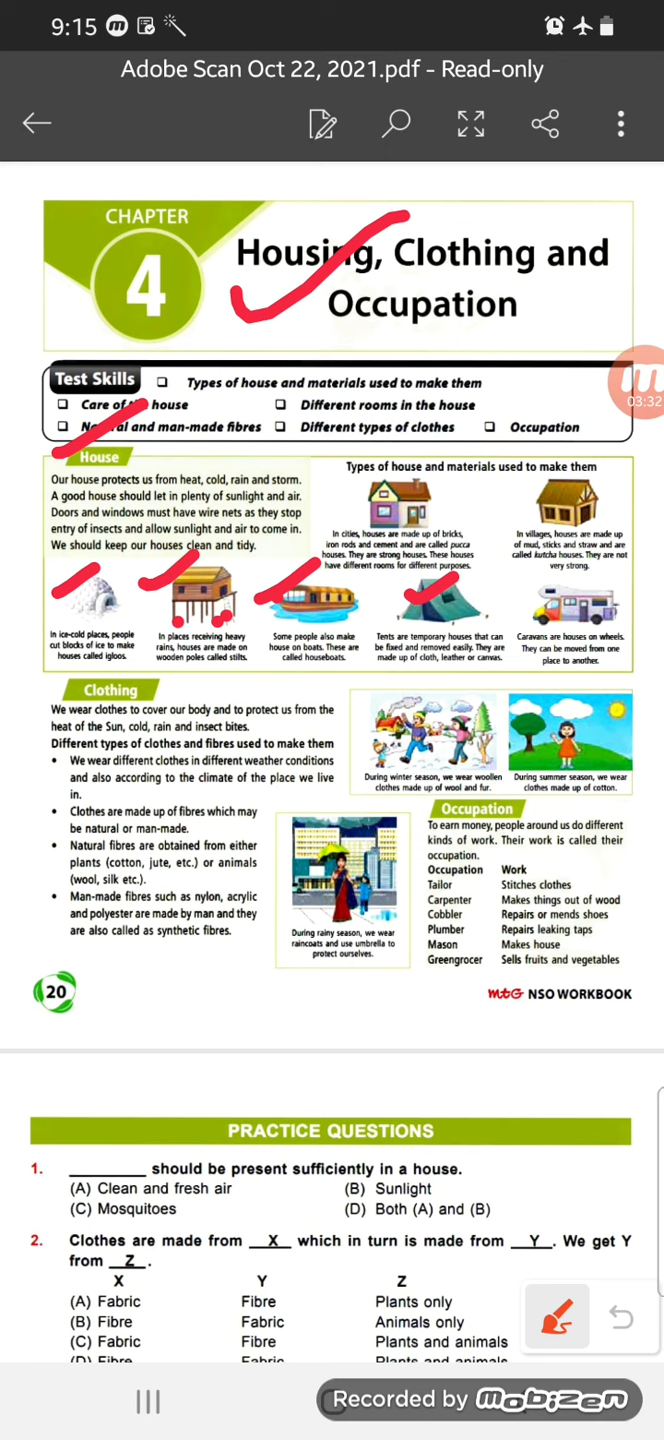 9:15
Adobe Scan Oct 22, 2021.pdf - Read-only
CHAPTER
4
Housing, Clothing and
Occupation
03:32
Test Skills
Types of house and materials used to make them
Care of the house
Different rooms in the house
Natural and man-made fibres
Different types of clothes
Occupation
House
Our house protects us from heat, cold, rain and storm.
A good house should let in plenty of sunlight and air.
Doors and windows must have wire nets as they stop
entry of insects and allow sunlight and air to come in.
We should keep our houses clean and tidy.
Types of house and materials used to make them
In cities, houses are made up of bricks,
iron rods and cement and are called pucca
houses. They are strong houses. These houses
have different rooms for different purposes.
In villages, houses are made up
of mud, sticks and straw and are
called kutcha houses. They are not
very strong.
In ice-cold places, people
cut blocks of ice to make
houses called igloos.
In places receiving heavy
rains, houses are made on
wooden poles called stilts.
Some people also make
house on boats. These are
called houseboats.
Tents are temporary houses that can
be fixed and removed easily. They are
made up of cloth, leather or canvas.
Caravans are houses on wheels.
They can be moved from one
place to another.
Clothing
We wear clothes to cover our body and to protect us from the
heat of the Sun, cold, rain and insect bites.
Different types of clothes and fibres used to make them
• We wear different clothes in different weather conditions
and also according to the climate of the place we live
in.
• Clothes are made up of fibres which may
be natural or man-made.
• Natural fibres are obtained from either
plants (cotton, jute, etc.) or animals
(wool, silk etc.).
• Man-made fibres such as nylon, acrylic
and polyester are made by man and they
are also called as synthetic fibres.
During winter season, we wear woollen
clothes made up of wool and fur.
During summer season, we wear
clothes made up of cotton.
During rainy season, we wear
raincoats and use umbrella to
protect ourselves.
Occupation
To earn money, people around us do different
kinds of work. Their work is called their
occupation.
Occupation Work
Tailor Stitches clothes
Carpenter Makes things out of wood
Cobbler Repairs or mends shoes
Plumber Repairs leaking taps
Mason Makes house
Greengrocer Sells fruits and vegetables
20
mtG NSO WORKBOOK
PRACTICE QUESTIONS
1. ________ should be present sufficiently in a house.
(A) Clean and fresh air (B) Sunlight
(C) Mosquitoes (D) Both (A) and (B)
2. Clothes are made from __X__ which in turn is made from __Y__. We get Y
from __Z__.
X Y Z
(A) Fabric Fibre Plants only
(B) Fibre Fabric Animals only
(C) Fabric Fibre Plants and animals
(D) Fibre Fabric Plants and animals
Recorded by mobizen